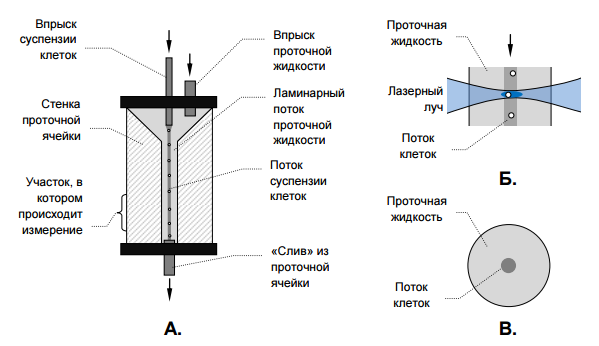 Впрыск
суспензии
клеток
Впрыск
проточной
жидкости
Стенка
проточной
ячейки
Ламинарный
поток
проточной
жидкости
Участок, в
котором
происходит
измерение
Поток
суспензии
клеток
«Слив» из
проточной
ячейки
А.
Проточная
жидкость
Лазерный
луч
Поток
клеток
Б.
Проточная
жидкость
Поток
клеток
В.